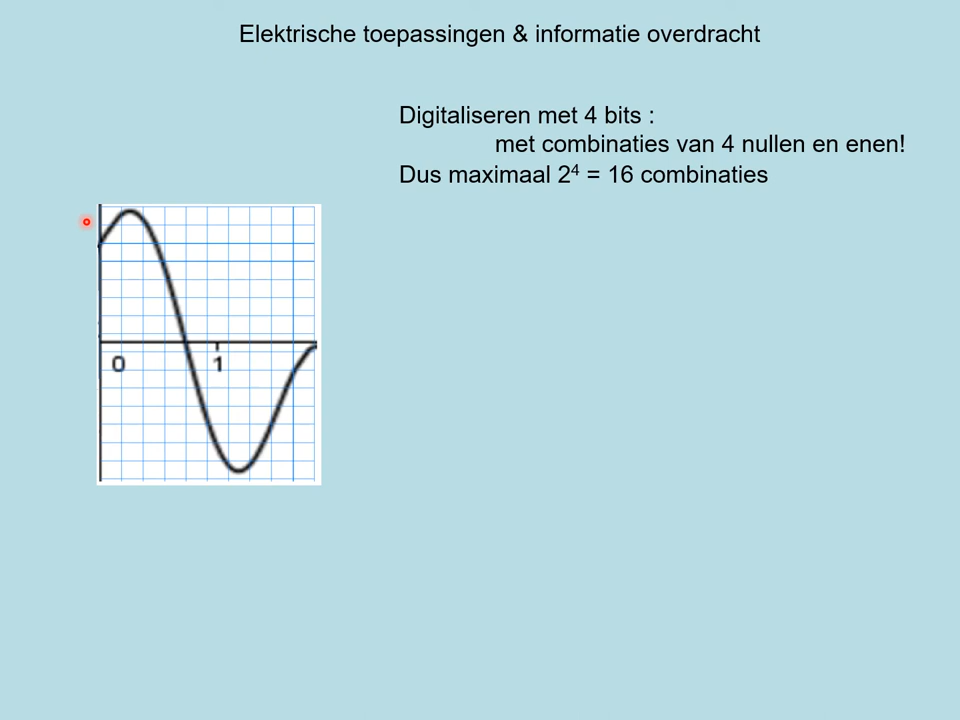 Elektrische toepassingen & informatie overdracht
Digitaliseren met 4 bits :
met combinaties van 4 nullen en enen!
Dus maximaal 2⁴ = 16 combinaties
0 1